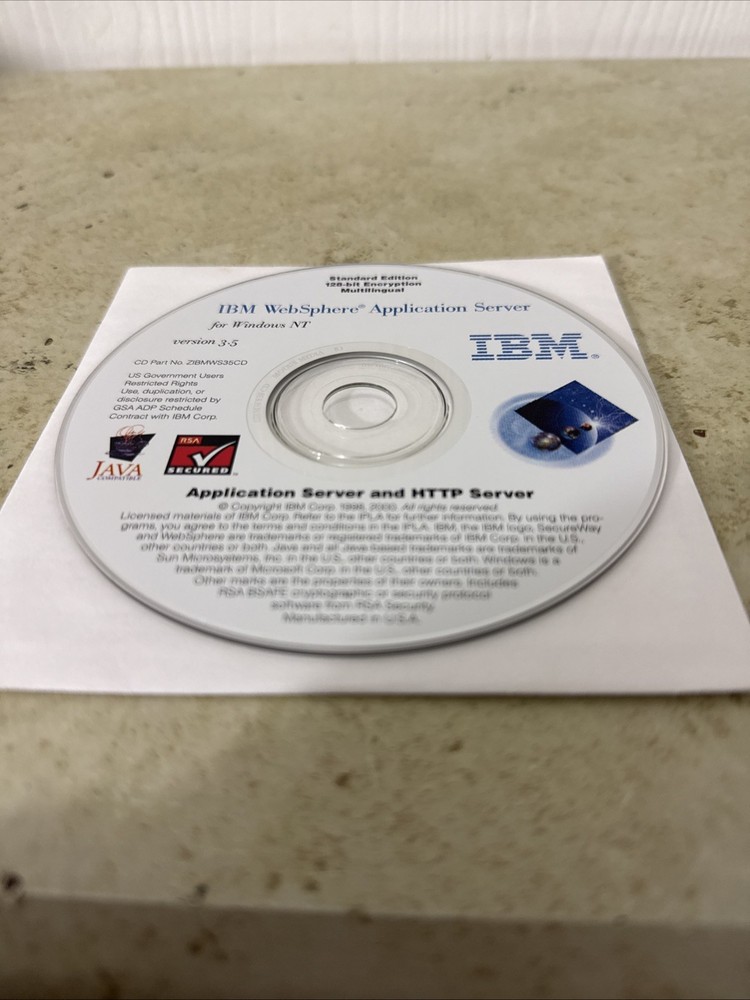 Standard Edition
128-bit Encryption
Multilingual
IBM WebSphere® Application Server
for Windows NT
version 3.5
IBM®
CD Part No. ZIBMWS35CD
US Government Users
Restricted Rights
Use, duplication, or
disclosure restricted by
GSA ADP Schedule
Contract with IBM Corp.
JAVA
COMPATIBLE
RSA
SECURED™
Application Server and HTTP Server
© Copyright IBM Corp. 1998, 2000. All rights reserved.
Licensed materials of IBM Corp. Refer to the IPLA for further information. By using the pro-
grams, you agree to the terms and conditions in the IPLA. IBM, the IBM logo, SecureWay
and WebSphere are trademarks or registered trademarks of IBM Corp. in the U.S.,
other countries or both. Java and all Java-based trademarks are trademarks of
Sun Microsystems, Inc. in the U.S., other countries or both. Windows is a
trademark of Microsoft Corp. in the U.S., other countries or both.
Other marks are the properties of their owners. Includes
RSA BSAFE cryptographic or security protocol
software from RSA Security.
Manufactured in U.S.A.